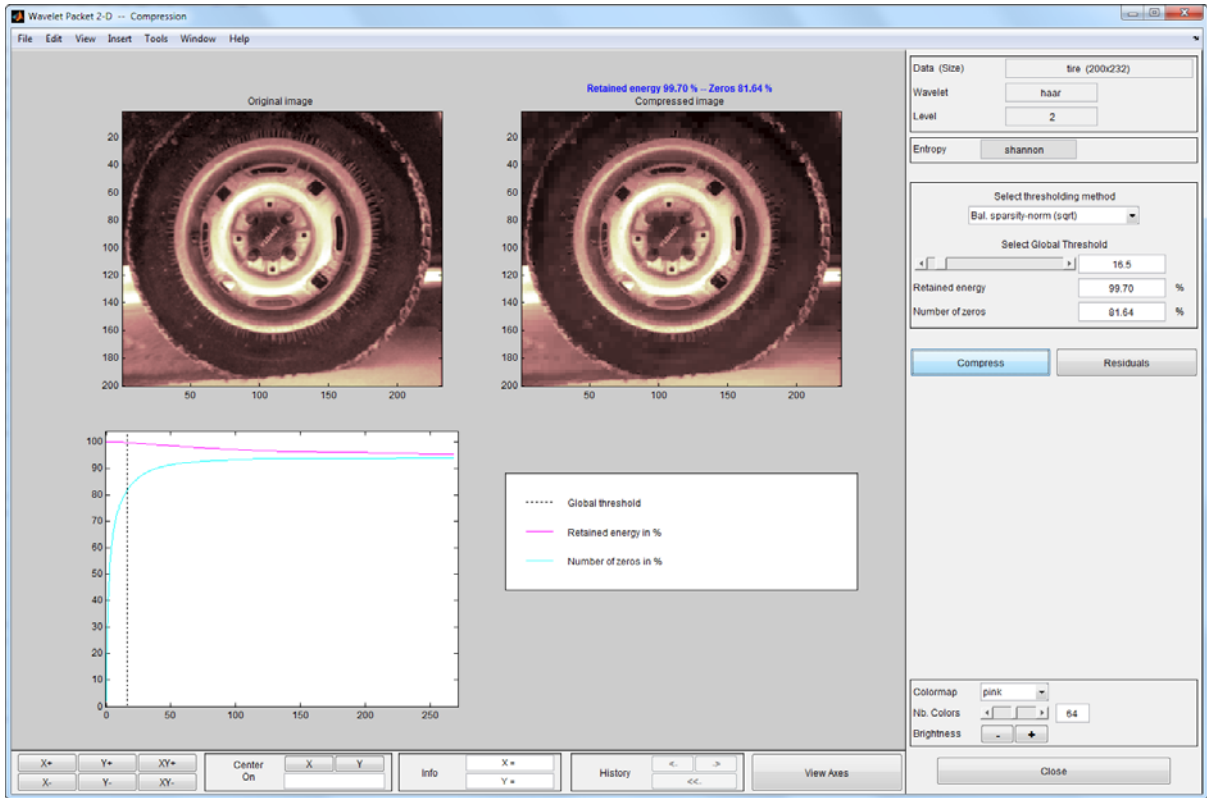 Wavelet Packet 2-D -- Compression
File Edit View Insert Tools Window Help
Retained energy 99.70 % -- Zeros 81.64 %
Original image
Compressed image
20
40
60
80
100
120
140
160
180
200
50 100 150 200
20
40
60
80
100
120
140
160
180
200
50 100 150 200
100
90
80
70
60
50
40
30
20
10
0
0 50 100 150 200 250
Global threshold
Retained energy in %
Number of zeros in %
Data (Size) tire (200x232)
Wavelet haar
Level 2
Entropy shannon
Select thresholding method
Bal. sparsity-norm (sqrt)
Select Global Threshold
16.5
Retained energy 99.70 %
Number of zeros 81.64 %
Compress Residuals
Colormap pink
Nb. Colors 64
Brightness - +
X+ Y+ XY+
X- Y- XY-
Center
On
X Y
Info
X =
Y =
History
<- ->
<<-
View Axes
Close